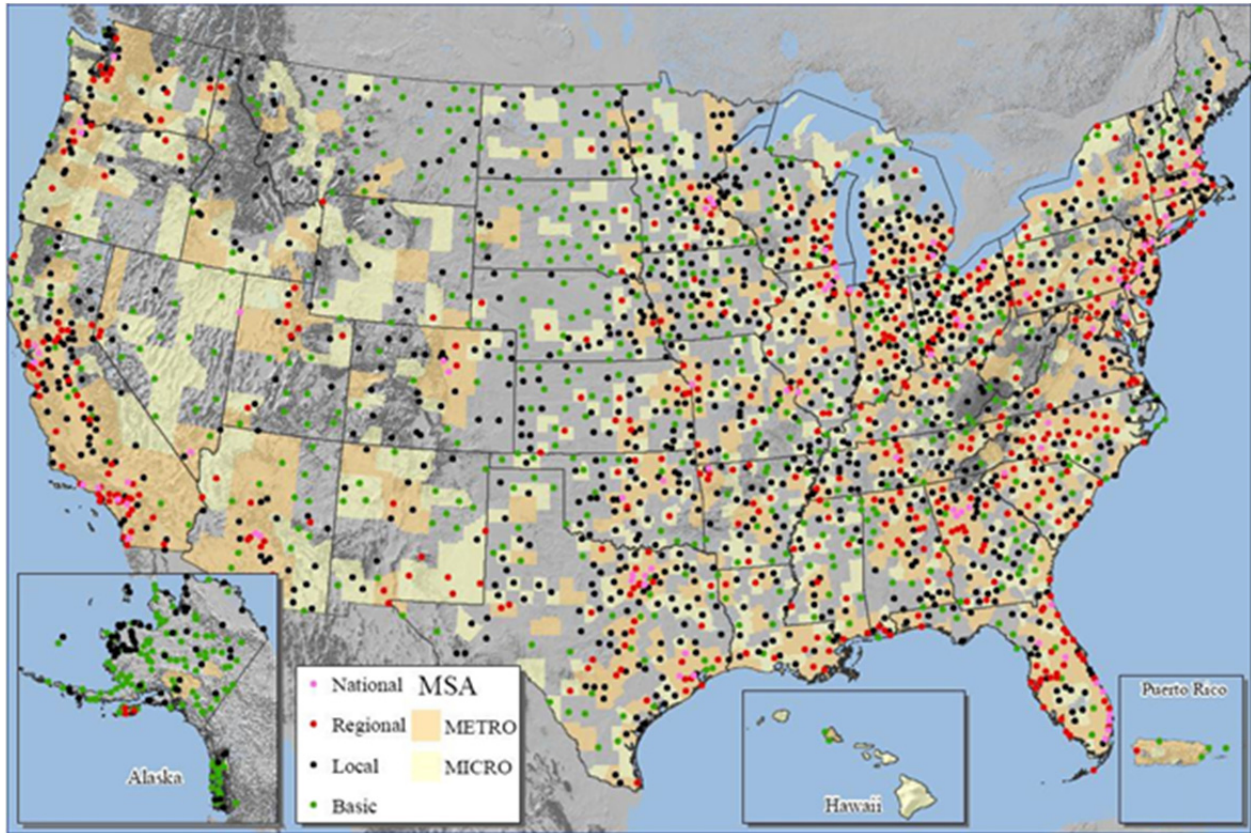 National MSA
Regional METRO
Local MICRO
Basic
Alaska
Hawaii
Puerto Rico